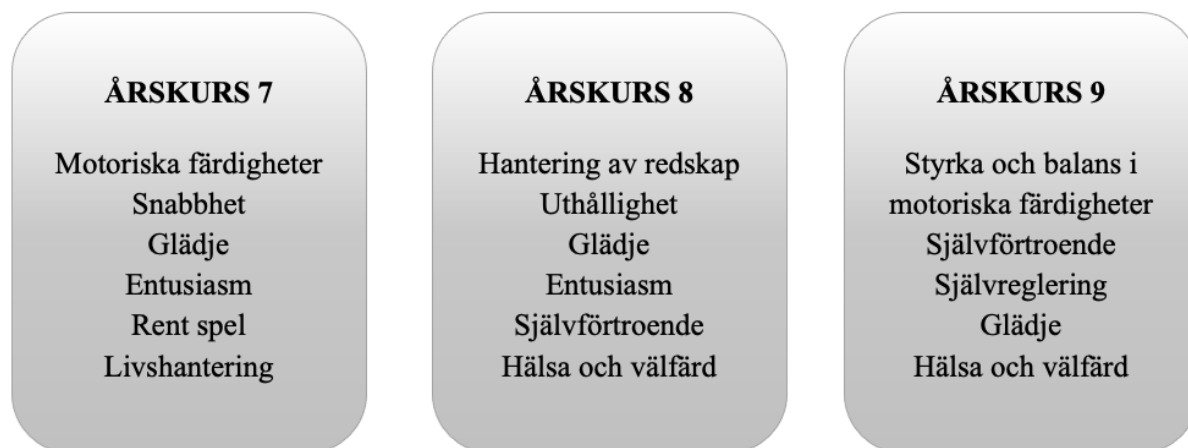 ÅRSKURS 7
Motoriska färdigheter
Snabbhet
Glädje
Entusiasm
Rent spel
Livshantering
ÅRSKURS 8
Hantering av redskap
Uthållighet
Glädje
Entusiasm
Självförtroende
Hälsa och välfärd
ÅRSKURS 9
Styrka och balans i
motoriska färdigheter
Självförtroende
Självreglering
Glädje
Hälsa och välfärd